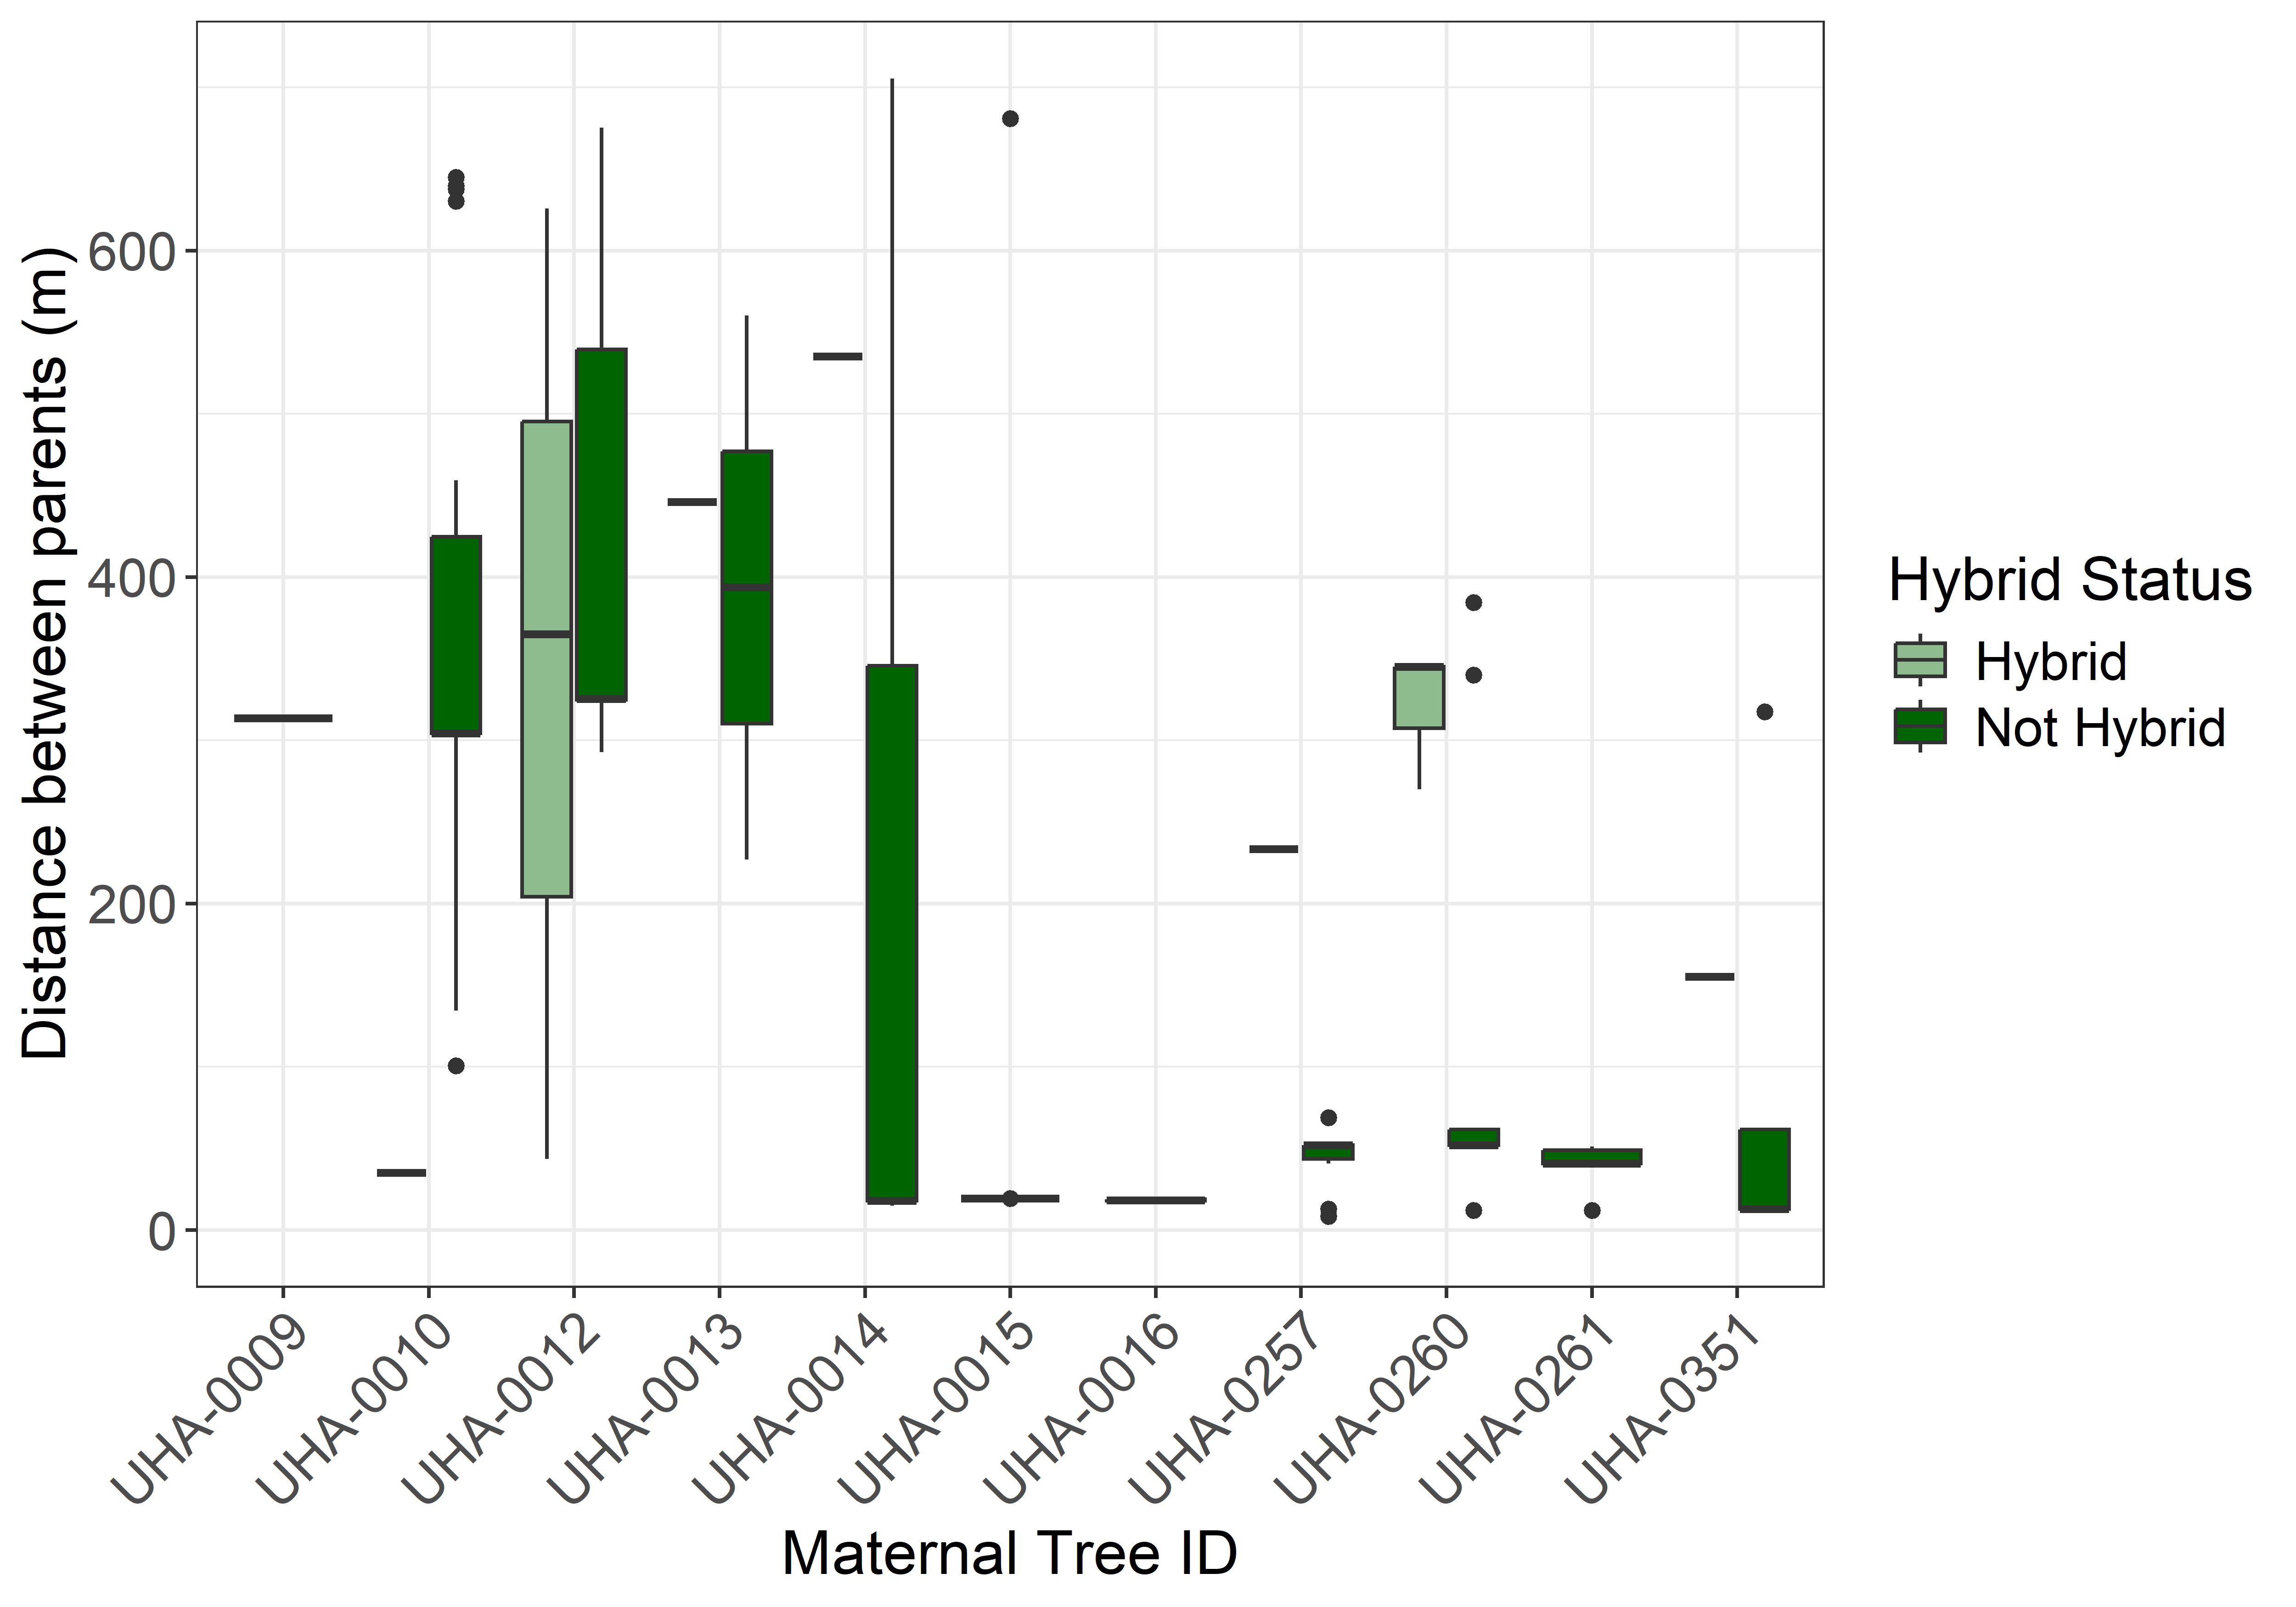 Distance between parents (m)
600
400
200
0
UHA-0009
UHA-0010
UHA-0012
UHA-0013
UHA-0014
UHA-0015
UHA-0016
UHA-0257
UHA-0260
UHA-0261
UHA-0351
Maternal Tree ID
Hybrid Status
Hybrid
Not Hybrid